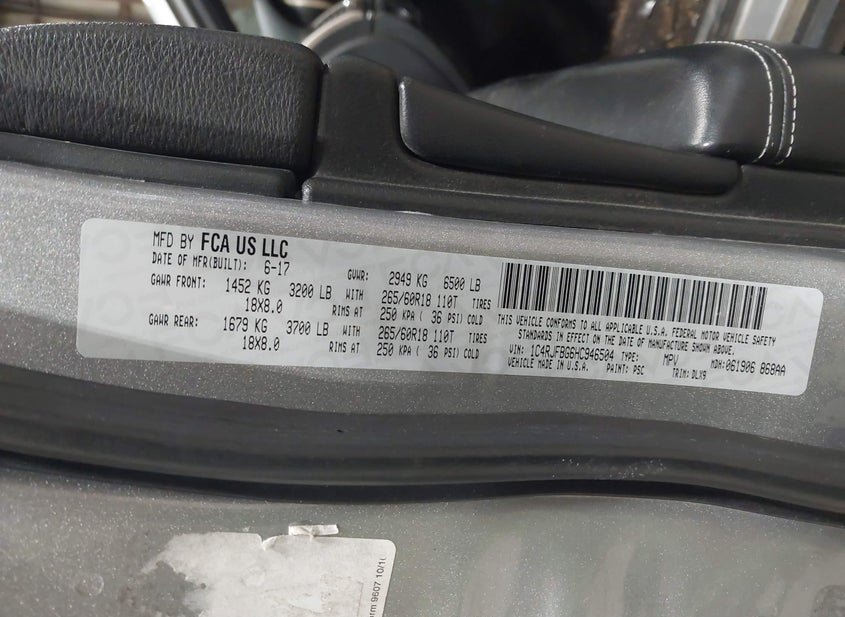 MFD BY FCA US LLC
DATE OF MFR(BUILT): 6-17 GVWR: 2949 KG 6500 LB
GAWR FRONT: 1452 KG 3200 LB WITH 265/60R18 110T TIRES
18X8.0 RIMS AT 250 KPA ( 36 PSI) COLD
GAWR REAR: 1679 KG 3700 LB WITH 265/60R18 110T TIRES
18X8.0 RIMS AT 250 KPA ( 36 PSI) COLD
THIS VEHICLE CONFORMS TO ALL APPLICABLE U.S.A. FEDERAL MOTOR VEHICLE SAFETY
STANDARDS IN EFFECT ON THE DATE OF MANUFACTURE SHOWN ABOVE.
VIN: 1C4RJFBG6HC946504 TYPE: MPV MDH: 061906 868AA
VEHICLE MADE IN U.S.A. PAINT: PSC TRIM: DLX9
9607 10/1